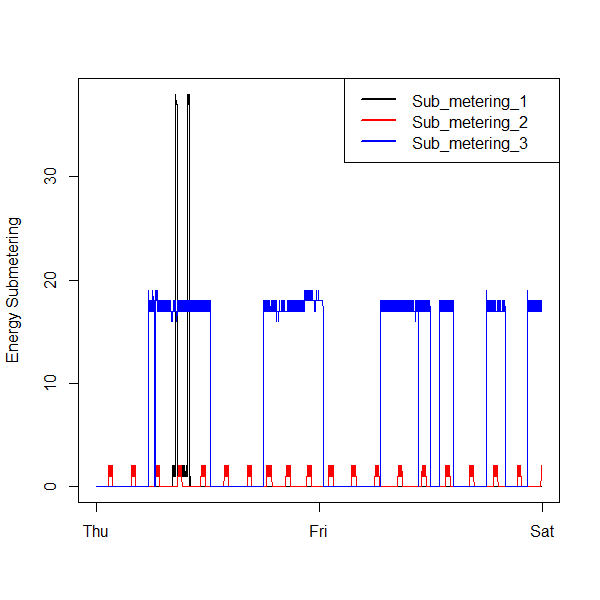 Sub_metering_1
Sub_metering_2
Sub_metering_3
Energy Submetering
30
20
10
0
Thu Fri Sat